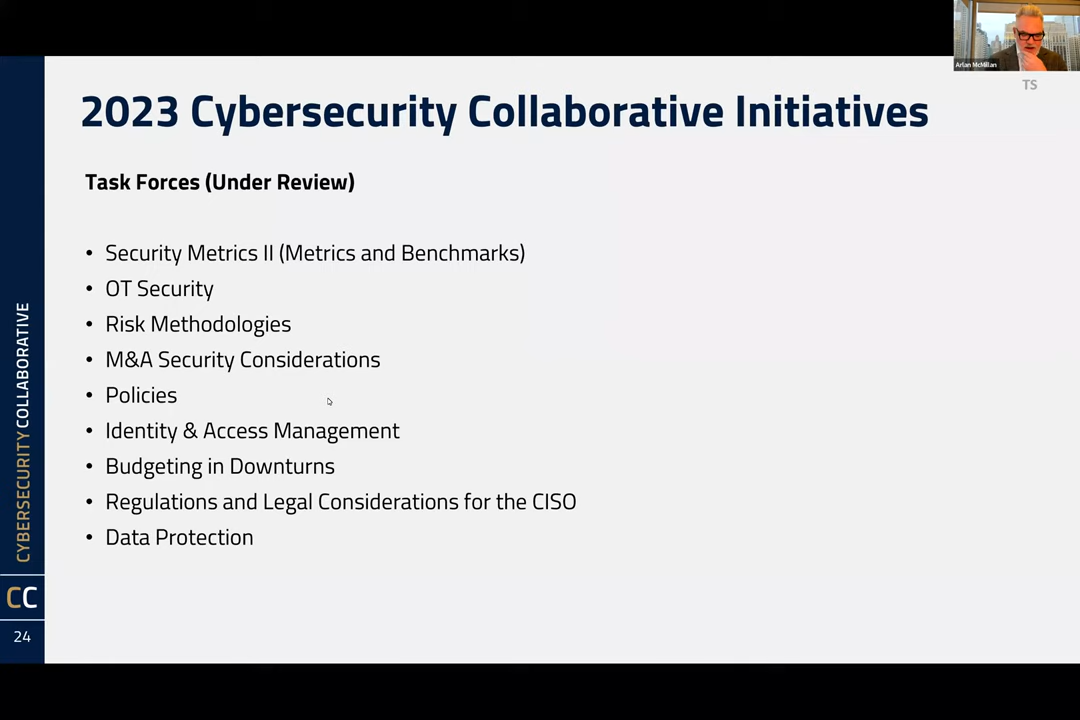 Arlan McMillan
TS
2023 Cybersecurity Collaborative Initiatives
Task Forces (Under Review)
• Security Metrics II (Metrics and Benchmarks)
• OT Security
• Risk Methodologies
• M&A Security Considerations
• Policies
• Identity & Access Management
• Budgeting in Downturns
• Regulations and Legal Considerations for the CISO
• Data Protection
CYBERSECURITY COLLABORATIVE
CC
24